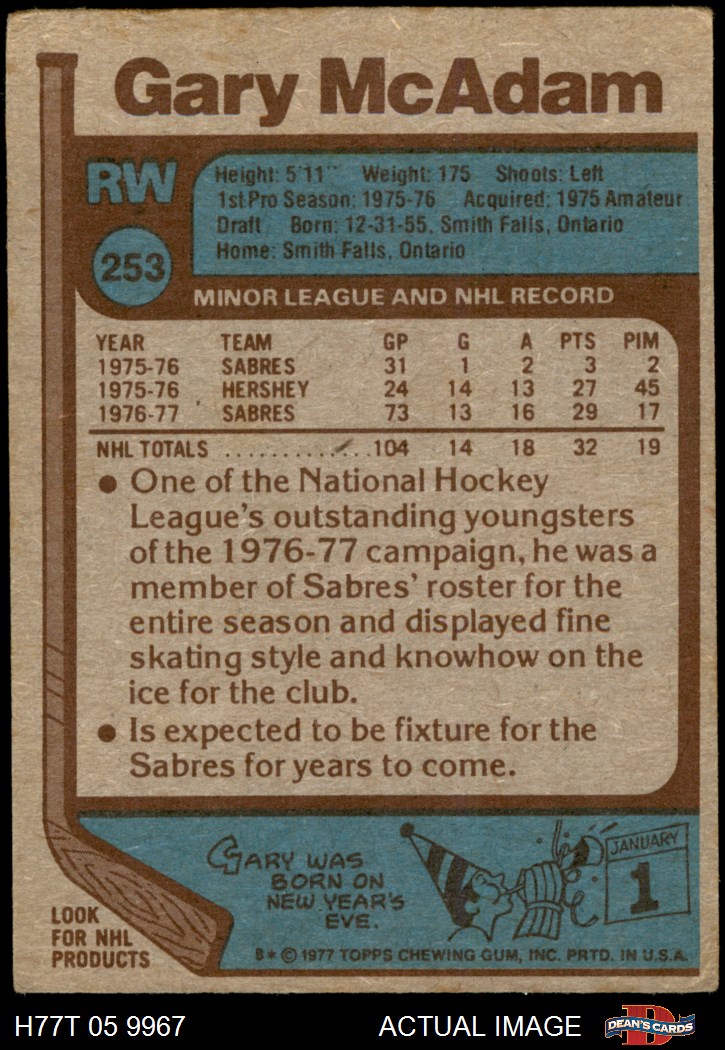 Gary McAdam
RW
Height: 5'11" Weight: 175 Shoots: Left
1st Pro Season: 1975-76 Acquired: 1975 Amateur
Draft Born: 12-31-55, Smith Falls, Ontario
Home: Smith Falls, Ontario
253
MINOR LEAGUE AND NHL RECORD
YEAR TEAM GP G A PTS PIM
1975-76 SABRES 31 1 2 3 2
1975-76 HERSHEY 24 14 13 27 45
1976-77 SABRES 73 13 16 29 17
NHL TOTALS ............. 104 14 18 32 19
● One of the National Hockey
League's outstanding youngsters
of the 1976-77 campaign, he was a
member of Sabres' roster for the
entire season and displayed fine
skating style and knowhow on the
ice for the club.
● Is expected to be fixture for the
Sabres for years to come.
GARY WAS
BORN ON
NEW YEAR'S
EVE.
JANUARY
1
LOOK
FOR NHL
PRODUCTS
B* © 1977 TOPPS CHEWING GUM, INC. PRTD. IN U.S.A.
H77T 05 9967 ACTUAL IMAGE
D
DEAN'S CARDS